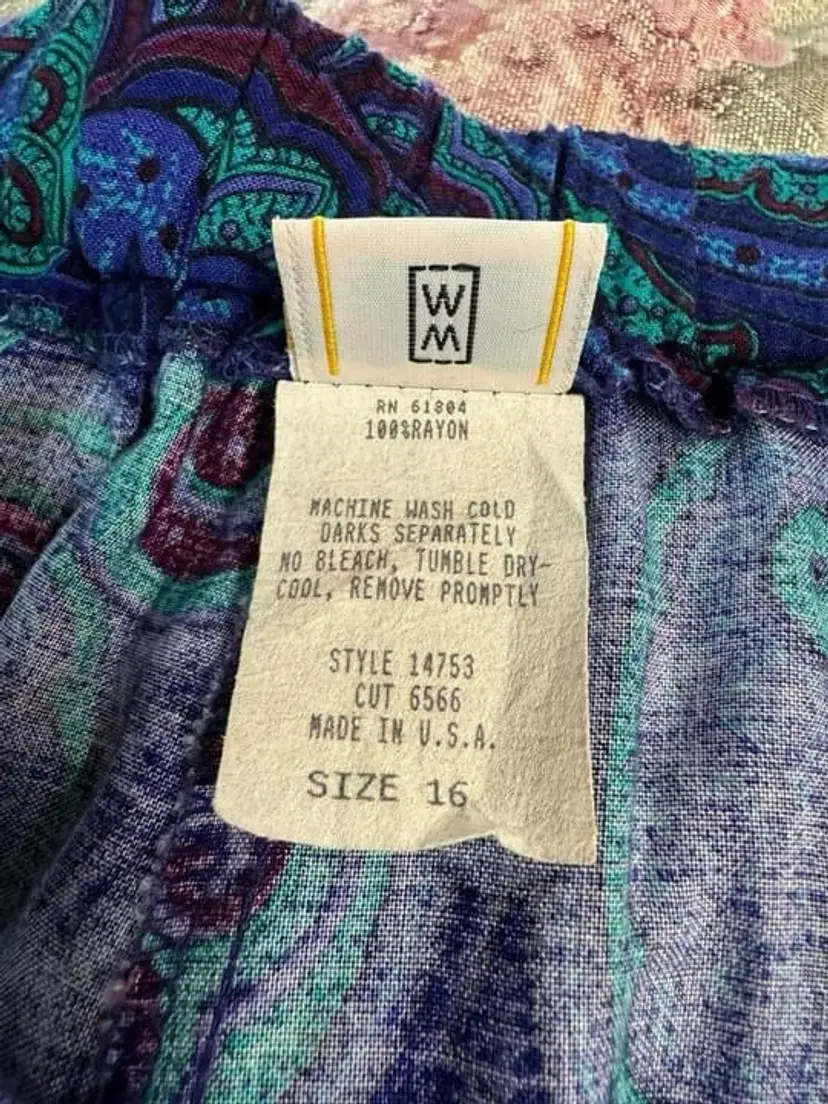 W
M
RN 61804
100%RAYON
MACHINE WASH COLD
DARKS SEPARATELY
NO BLEACH, TUMBLE DRY-
COOL, REMOVE PROMPTLY
STYLE 14753
CUT 6566
MADE IN U.S.A.
SIZE 16